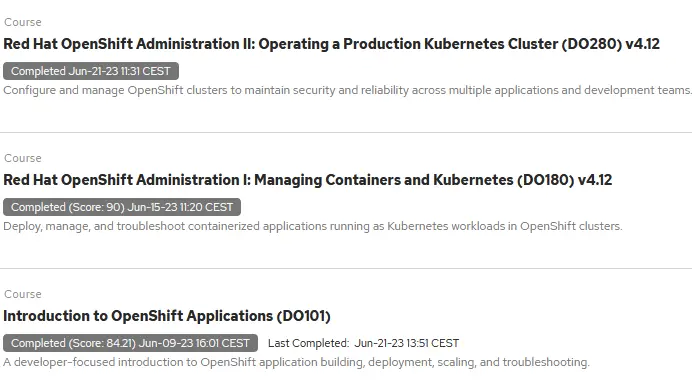 Course
Red Hat OpenShift Administration II: Operating a Production Kubernetes Cluster (DO280) v4.12
Completed Jun-21-23 11:31 CEST
Configure and manage OpenShift clusters to maintain security and reliability across multiple applications and development teams.
Course
Red Hat OpenShift Administration I: Managing Containers and Kubernetes (DO180) v4.12
Completed (Score: 90) Jun-15-23 11:20 CEST
Deploy, manage, and troubleshoot containerized applications running as Kubernetes workloads in OpenShift clusters.
Course
Introduction to OpenShift Applications (DO101)
Completed (Score: 84.21) Jun-09-23 16:01 CEST Last Completed: Jun-21-23 13:51 CEST
A developer-focused introduction to OpenShift application building, deployment, scaling, and troubleshooting.